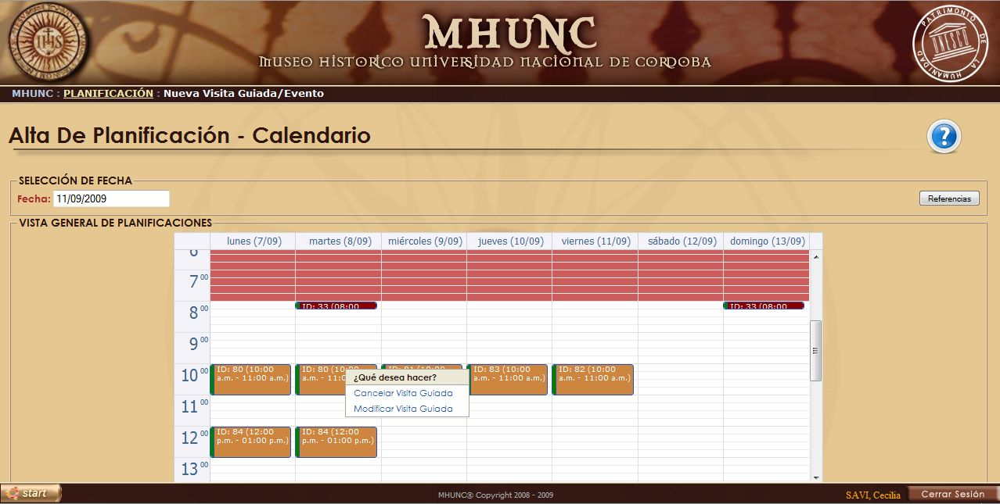 MHUNC
MUSEO HISTORICO UNIVERSIDAD NACIONAL DE CORDOBA
IHS
PATRIMONIO DE LA HUMANIDAD
UNESCO
MHUNC : PLANIFICACIÓN : Nueva Visita Guiada/Evento
Alta De Planificación - Calendario
?
SELECCIÓN DE FECHA
Fecha: 11/09/2009
Referencias
VISTA GENERAL DE PLANIFICACIONES
lunes (7/09) martes (8/09) miércoles (9/09) jueves (10/09) viernes (11/09) sábado (12/09) domingo (13/09)
6
7 00
8 00 ID: 33 (08:00 ID: 33 (08:00
9 00
10 00 ID: 80 (10:00 ID: 80 (10:00 ID: 81 (10:00 ID: 83 (10:00 ID: 82 (10:00
a.m. - 11:00 a.m.) a.m. - 11:0 a.m. - 11:00 a.m.) a.m. - 11:00 a.m.)
¿Qué desea hacer?
Cancelar Visita Guiada
Modificar Visita Guiada
11 00
12 00 ID: 84 (12:00 ID: 84 (12:00
p.m. - 01:00 p.m.) p.m. - 01:00 p.m.)
13 00
start
MHUNC® Copyright 2008 - 2009
SAVI, Cecilia
Cerrar Sesión